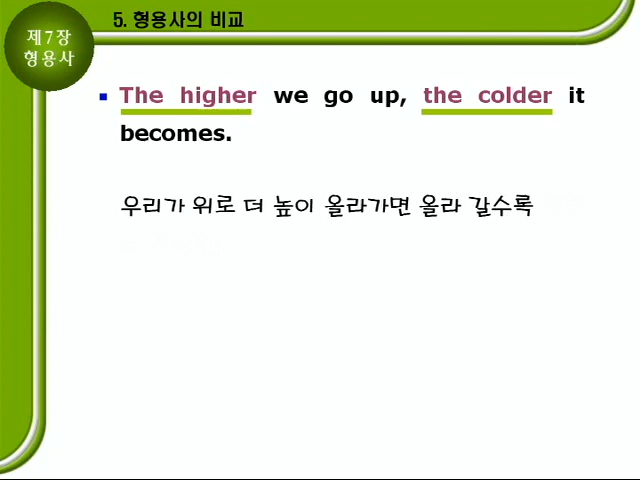 5. 형용사의 비교
제7장
형용사
The higher we go up, the colder it
becomes.
우리가 위로 더 높이 올라가면 올라 갈수록